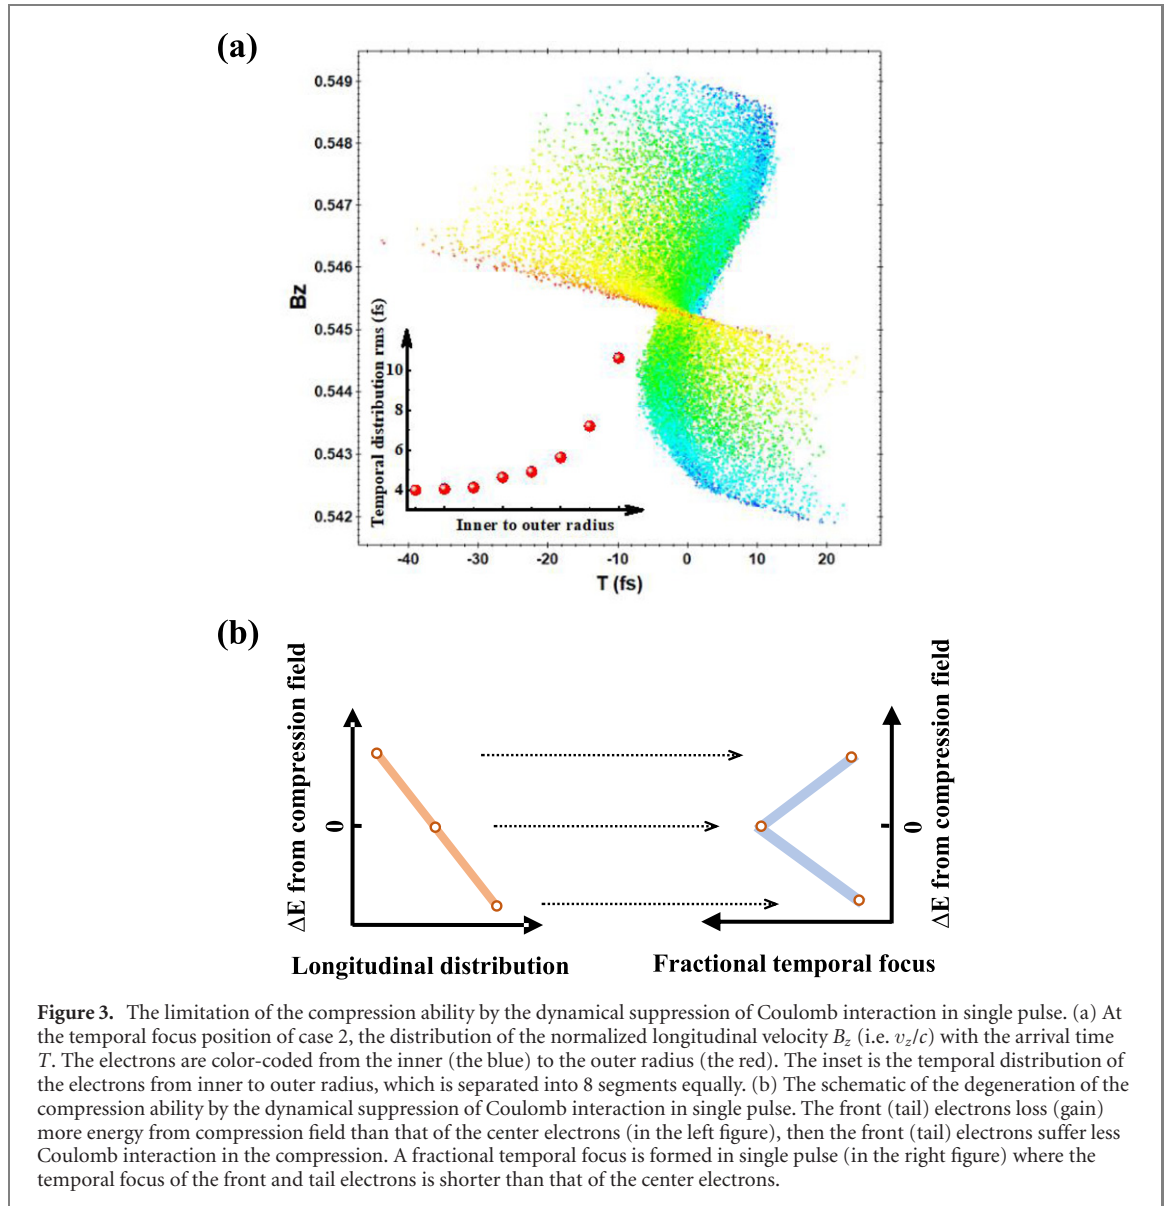 (a)
0.549
0.548
0.547
0.546
0.545
0.544
0.543
0.542
Bz
Temporal distribution rms (fs)
10
8
6
4
Inner to outer radius
-40 -30 -20 -10 0 10 20
T (fs)
(b)
ΔE from compression field
0
Longitudinal distribution
ΔE from compression field
0
Fractional temporal focus
Figure 3. The limitation of the compression ability by the dynamical suppression of Coulomb interaction in single pulse. (a) At
the temporal focus position of case 2, the distribution of the normalized longitudinal velocity Bz (i.e. vz/c) with the arrival time
T. The electrons are color-coded from the inner (the blue) to the outer radius (the red). The inset is the temporal distribution of
the electrons from inner to outer radius, which is separated into 8 segments equally. (b) The schematic of the degeneration of the
compression ability by the dynamical suppression of Coulomb interaction in single pulse. The front (tail) electrons loss (gain)
more energy from compression field than that of the center electrons (in the left figure), then the front (tail) electrons suffer less
Coulomb interaction in the compression. A fractional temporal focus is formed in single pulse (in the right figure) where the
temporal focus of the front and tail electrons is shorter than that of the center electrons.